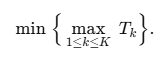 min { max_{1≤k≤K} T_k }.